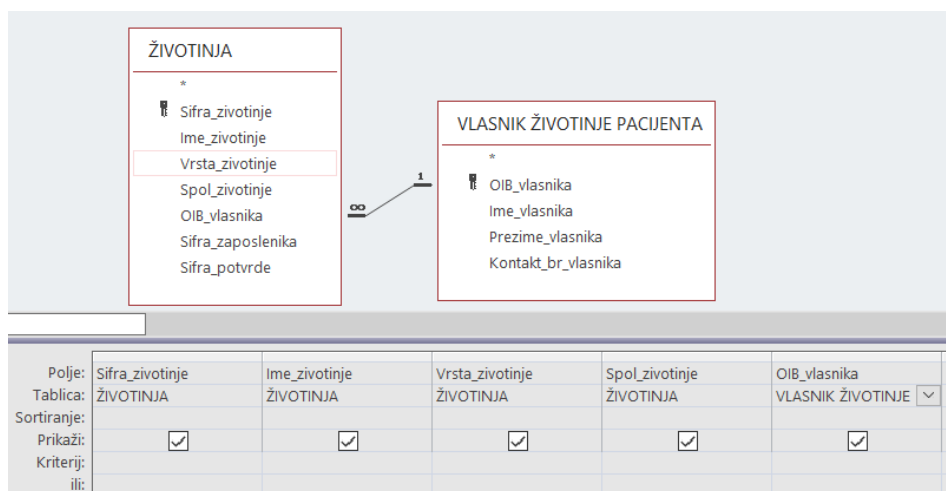 ŽIVOTINJA
*
Sifra_zivotinje
Ime_zivotinje
Vrsta_zivotinje
Spol_zivotinje
OIB_vlasnika
Sifra_zaposlenika
Sifra_potvrde
∞
1
VLASNIK ŽIVOTINJE PACIJENTA
*
OIB_vlasnika
Ime_vlasnika
Prezime_vlasnika
Kontakt_br_vlasnika
Polje: Sifra_zivotinje Ime_zivotinje Vrsta_zivotinje Spol_zivotinje OIB_vlasnika
Tablica: ŽIVOTINJA ŽIVOTINJA ŽIVOTINJA ŽIVOTINJA VLASNIK ŽIVOTINJE
Sortiranje:
Prikaži:
Kriterij:
ili: